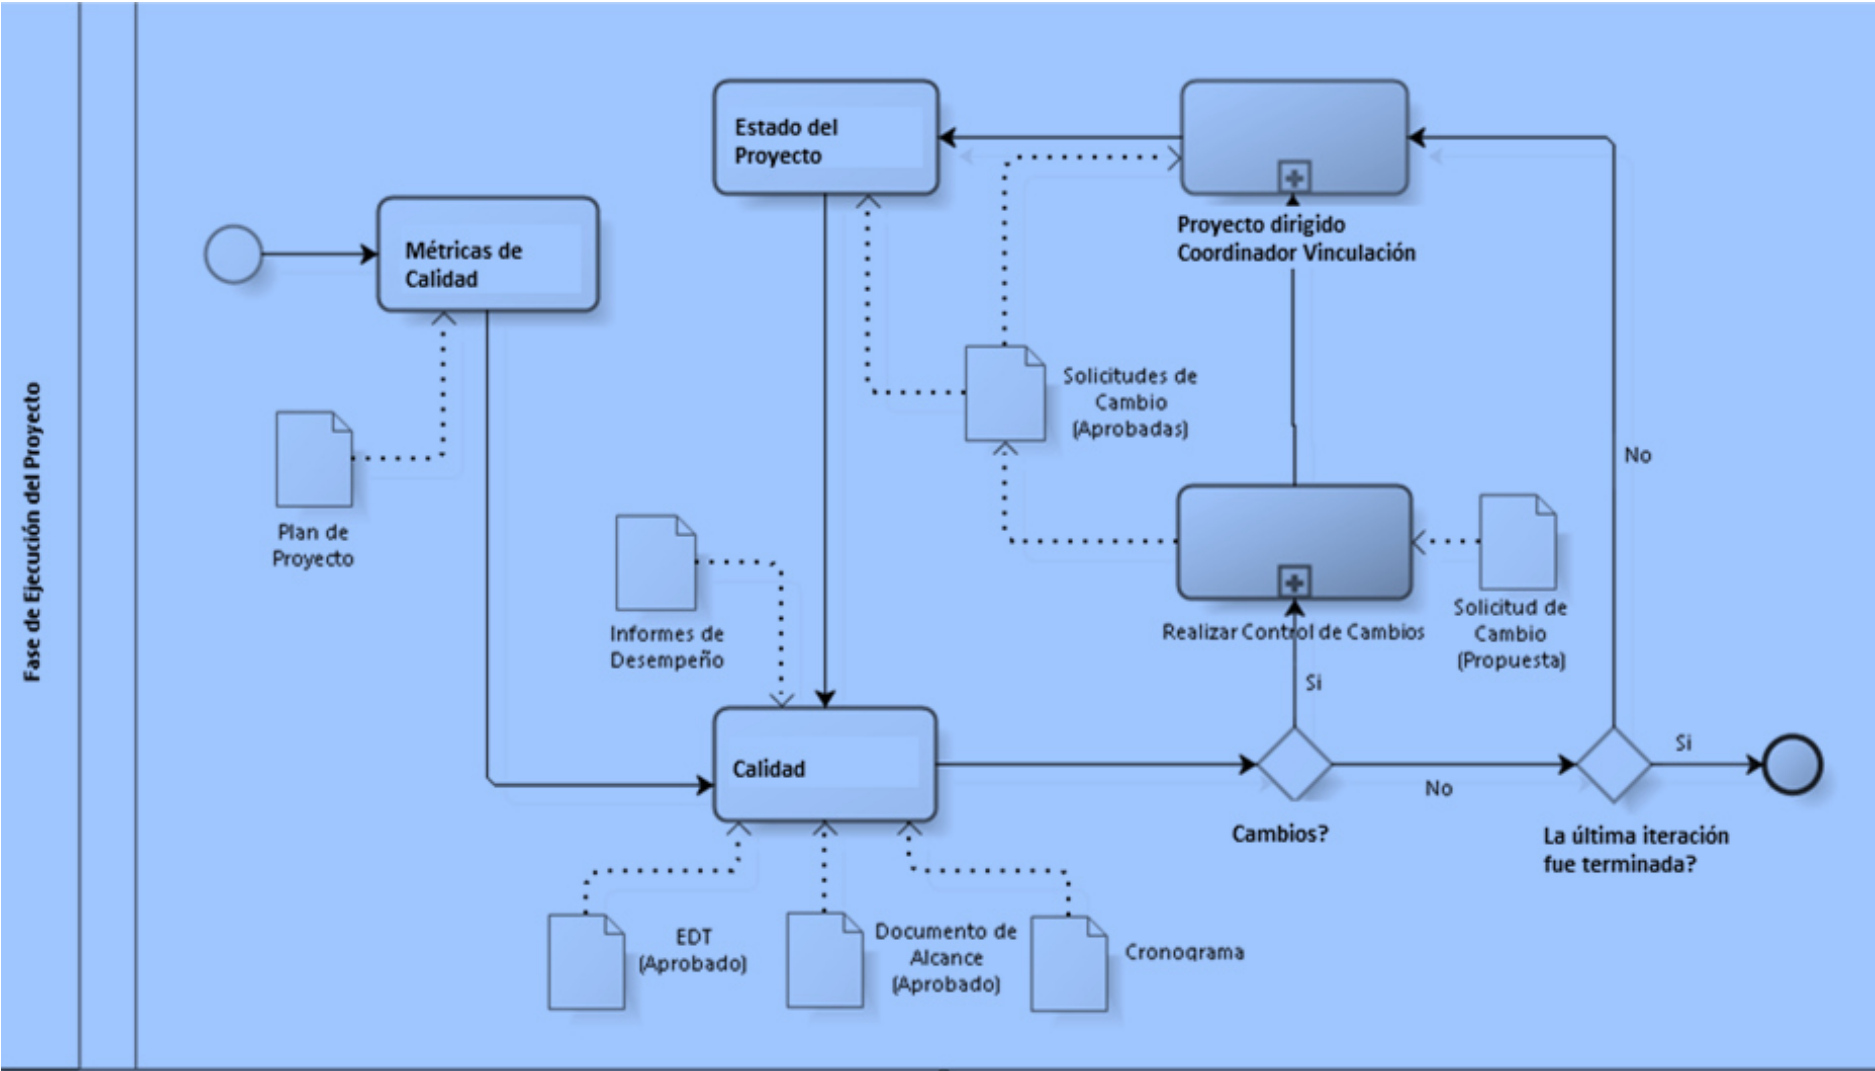 Fase de Ejecución del Proyecto
Estado del
Proyecto
Métricas de
Calidad
Proyecto dirigido
Coordinador Vinculación
Solicitudes de
Cambio
(Aprobadas)
No
Plan de
Proyecto
Informes de
Desempeño
Realizar Control de Cambios
Solicitud de
Cambio
(Propuesta)
Si
Calidad
Si
No
Cambios?
La última iteración
fue terminada?
EDT
(Aprobado)
Documento de
Alcance
(Aprobado)
Cronograma